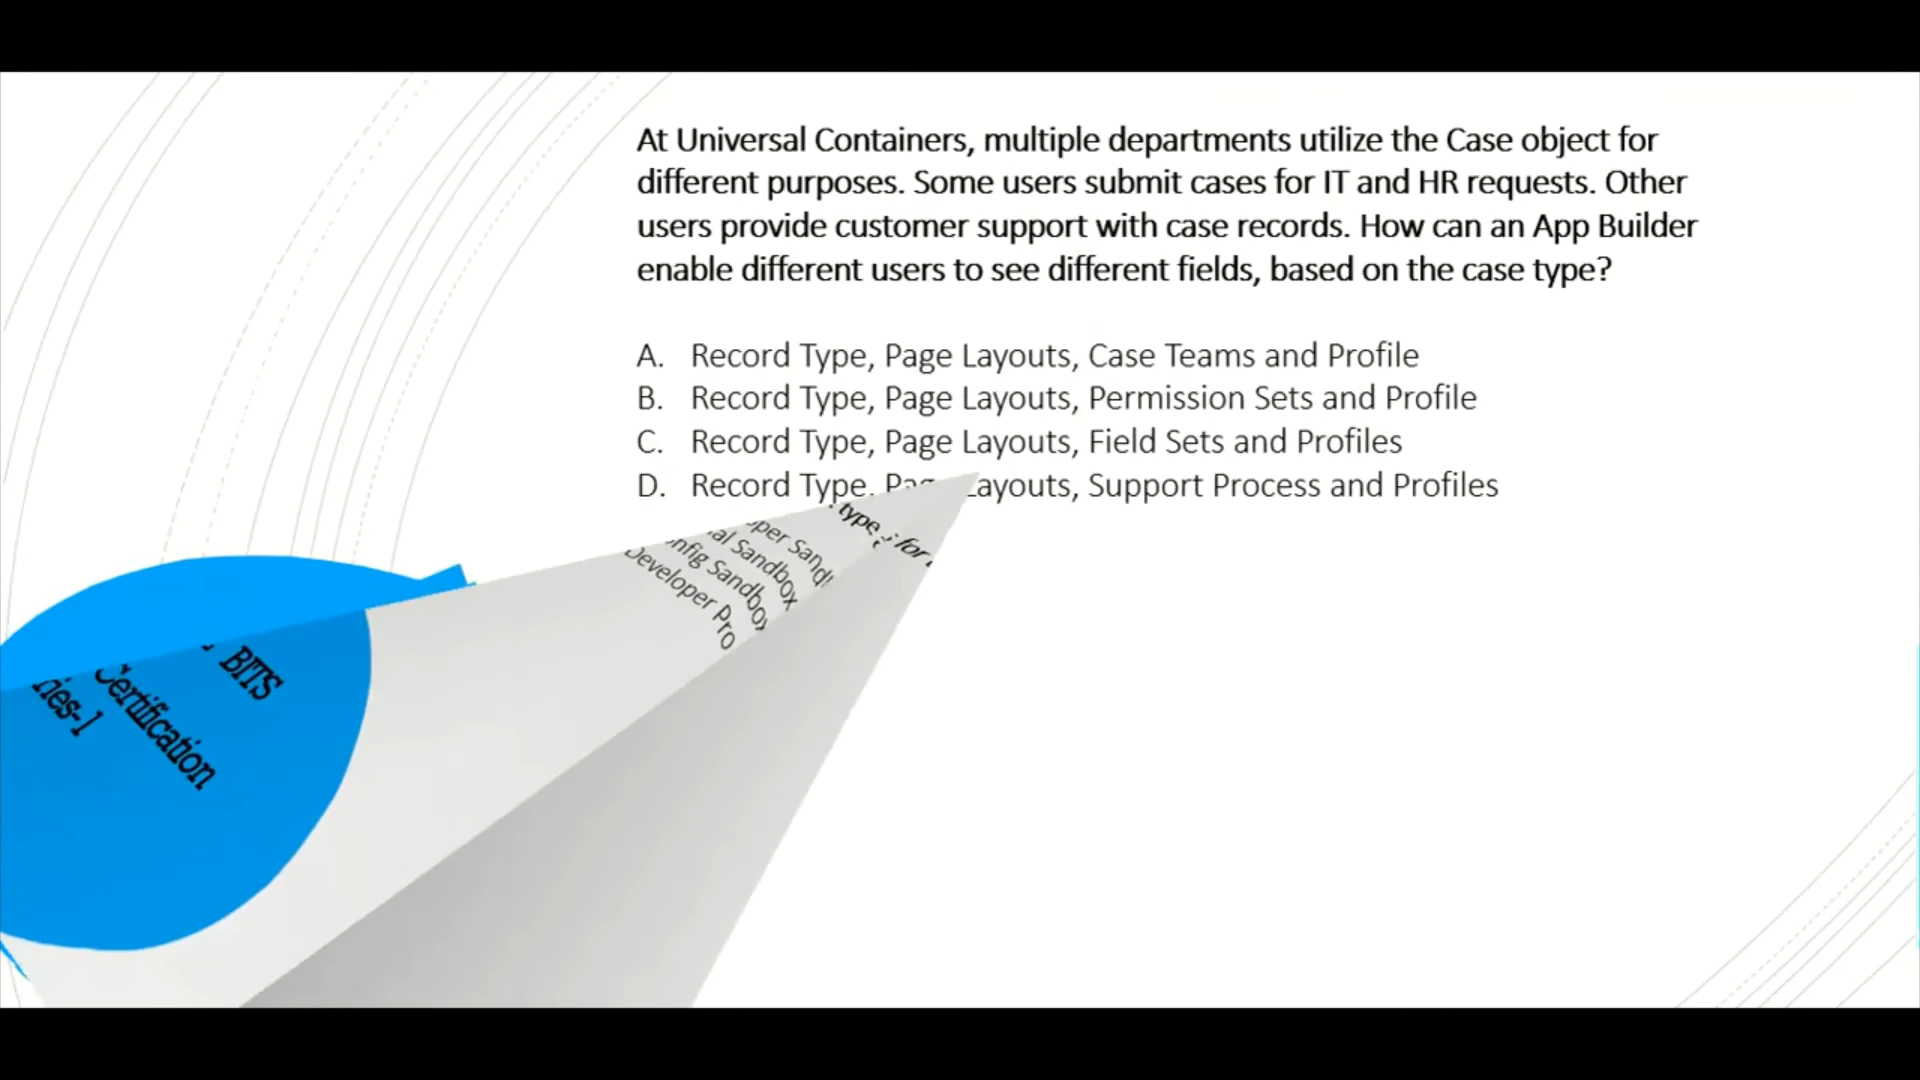 At Universal Containers, multiple departments utilize the Case object for
different purposes. Some users submit cases for IT and HR requests. Other
users provide customer support with case records. How can an App Builder
enable different users to see different fields, based on the case type?
A. Record Type, Page Layouts, Case Teams and Profile
B. Record Type, Page Layouts, Permission Sets and Profile
C. Record Type, Page Layouts, Field Sets and Profiles
D. Record Type, Layouts, Support Process and Profiles
type for
Sandbox
Sandbox
Developer Pro
BITS
Certification